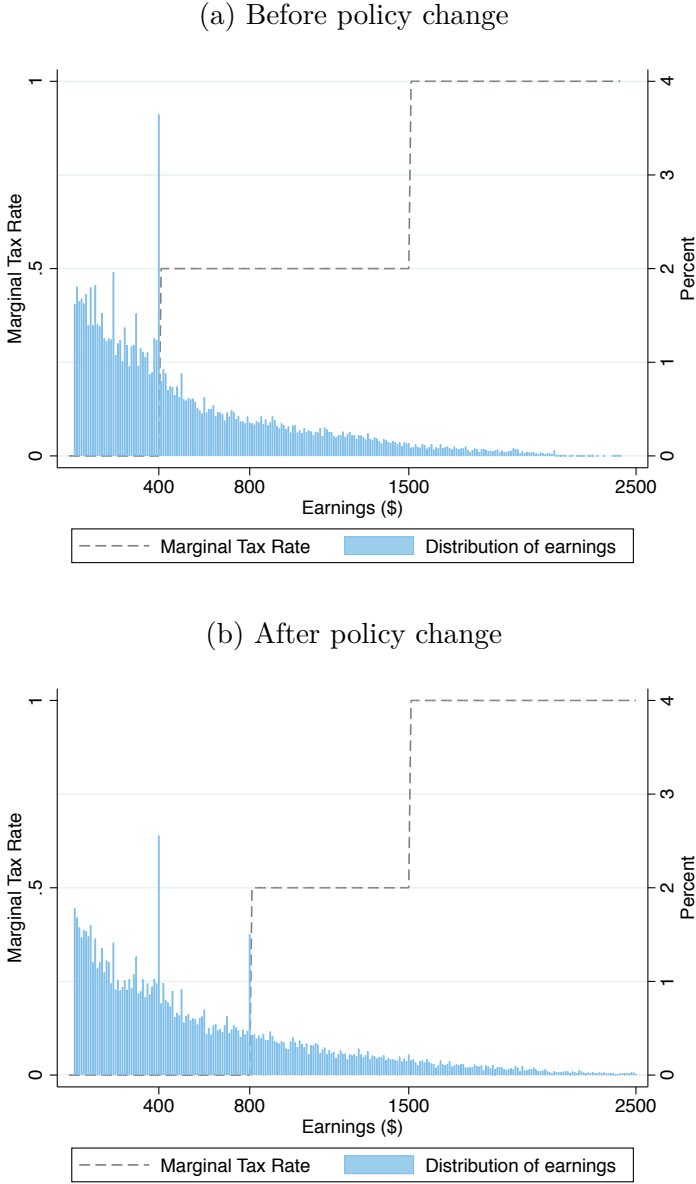 (a) Before policy change
Marginal Tax Rate
1
.5
0
Percent
4
3
2
1
0
400 800 1500 2500
Earnings ($)
Marginal Tax Rate Distribution of earnings
(b) After policy change
Marginal Tax Rate
1
.5
0
Percent
4
3
2
1
0
400 800 1500 2500
Earnings ($)
Marginal Tax Rate Distribution of earnings